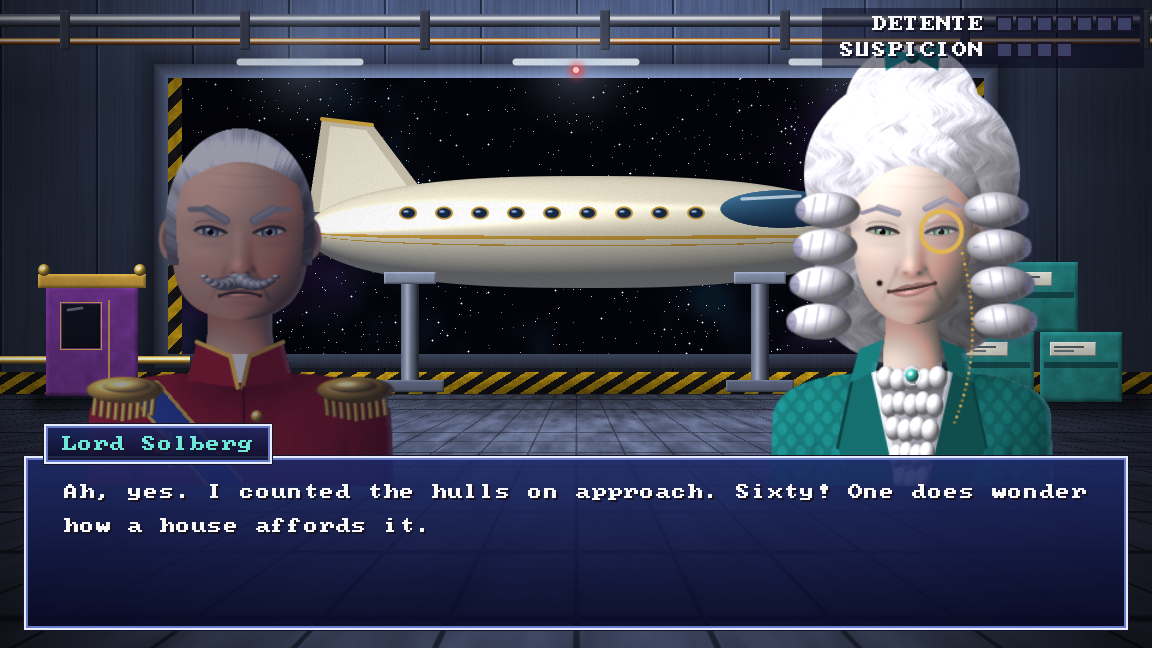 DETENTE
SUSPICION
Lord Solberg
Ah, yes. I counted the hulls on approach. Sixty! One does wonder
how a house affords it.